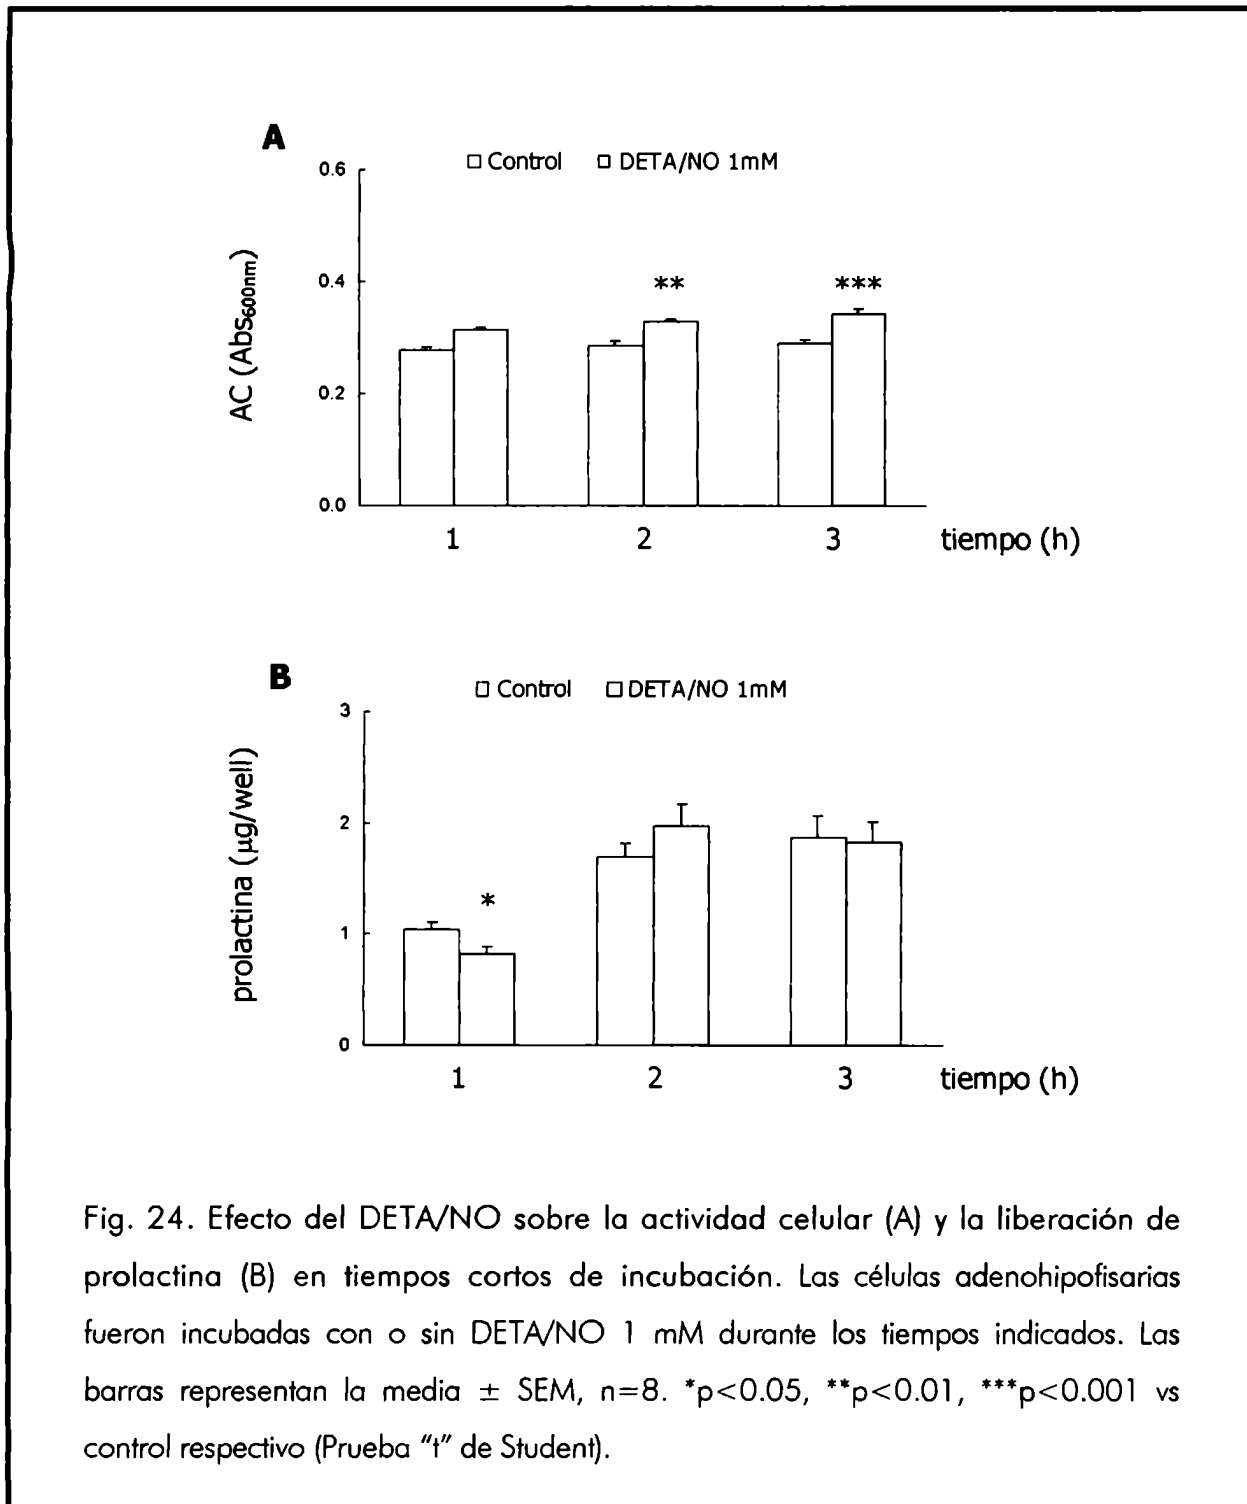 A
□ Control □ DETA/NO 1mM
0.6
0.4
0.2
0.0
AC (Abs600nm)
** ***
1 2 3 tiempo (h)
B
□ Control □ DETA/NO 1mM
3
2
1
0
prolactina (µg/well)
*
1 2 3 tiempo (h)
Fig. 24. Efecto del DETA/NO sobre la actividad celular (A) y la liberación de
prolactina (B) en tiempos cortos de incubación. Las células adenohipofisarias
fueron incubadas con o sin DETA/NO 1 mM durante los tiempos indicados. Las
barras representan la media ± SEM, n=8. *p<0.05, **p<0.01, ***p<0.001 vs
control respectivo (Prueba "t" de Student).